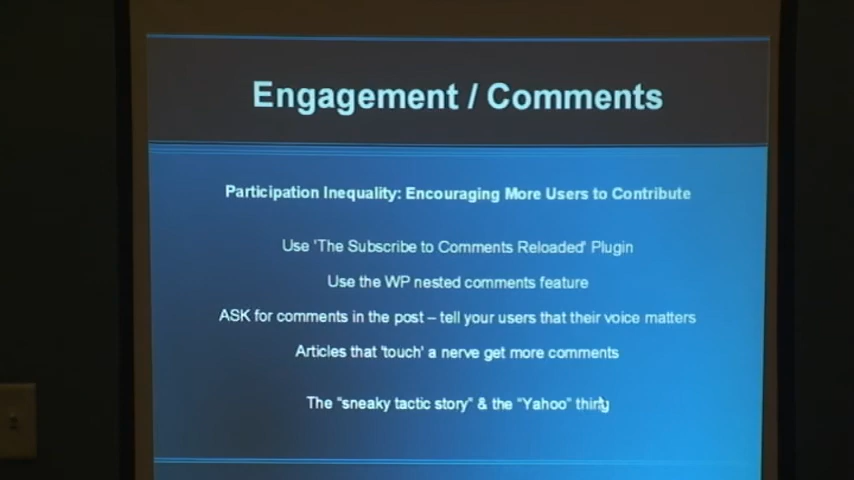 Engagement / Comments
Participation Inequality: Encouraging More Users to Contribute
Use 'The Subscribe to Comments Reloaded' Plugin
Use the WP nested comments feature
ASK for comments in the post – tell your users that their voice matters
Articles that 'touch' a nerve get more comments
The "sneaky tactic story" & the "Yahoo" thing